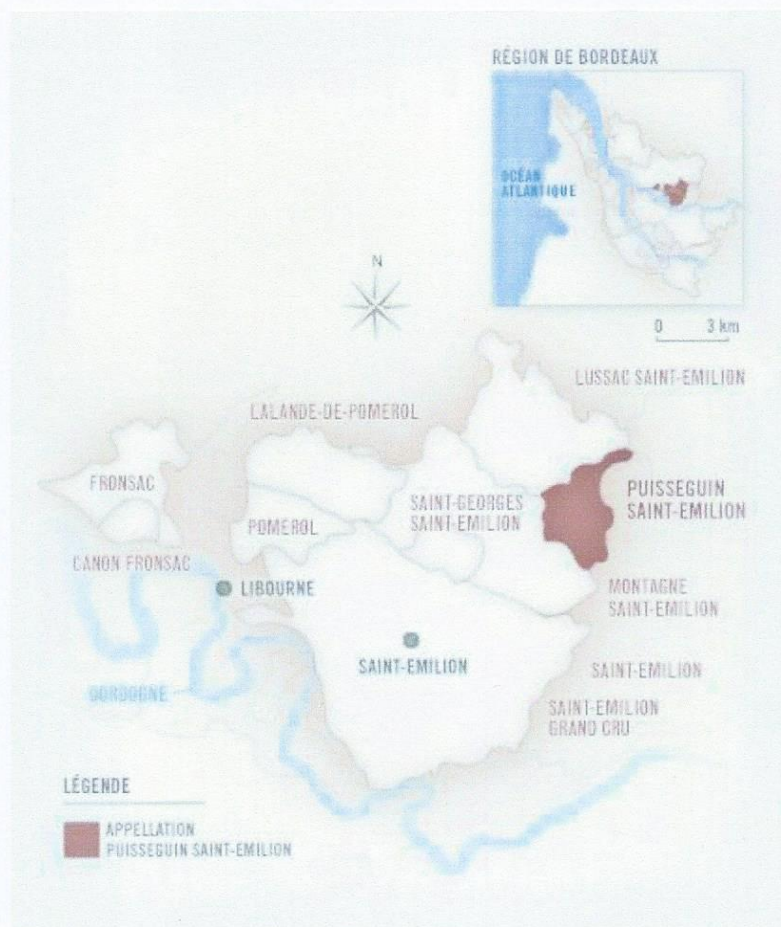 RÉGION DE BORDEAUX
OCÉAN
ATLANTIQUE
N
0 3 km
LUSSAC SAINT-EMILION
LALANDE-DE-POMEROL
FRONSAC
PUISSEGUIN
SAINT-EMILION
SAINT-GEORGES
SAINT-EMILION
POMEROL
CANON FRONSAC
LIBOURNE
MONTAGNE
SAINT-EMILION
SAINT-EMILION
SAINT-EMILION
DORDOGNE
SAINT-EMILION
GRAND CRU
LÉGENDE
APPELLATION
PUISSEGUIN SAINT-EMILION